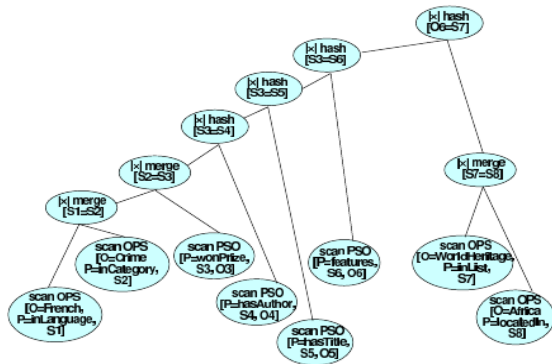 |×| hash
[O6=S7]
|×| hash
[S3=S6]
|×| hash
[S3=S5]
|×| hash
[S3=S4]
|×| merge
[S2=S3]
|×| merge
[S7=S8]
|×| merge
[S1=S2]
scan OPS
[O=Crime
P=inCategory,
S2]
scan PSO
[P=wonPrize,
S3, O3]
scan PSO
[P=features,
S6, O6]
scan OPS
[O=WorldHeritage,
P=inList,
S7]
scan OPS
[O=French,
P=inLanguage,
S1]
scan PSO
[P=hasAuthor,
S4, O4]
scan PSO
[P=hasTitle,
S5, O5]
scan OPS
[O=Africa
P=locatedIn,
S8]